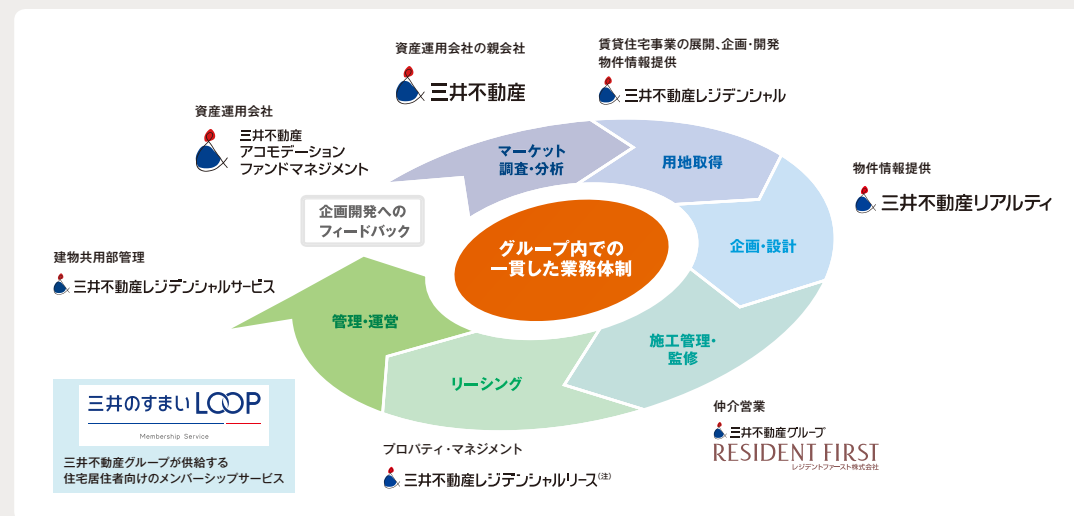 資産運用会社の親会社
三井不動産
賃貸住宅事業の展開、企画・開発
物件情報提供
三井不動産レジデンシャル
資産運用会社
三井不動産
アコモデーション
ファンドマネジメント
マーケット
調査・分析
用地取得
物件情報提供
三井不動産リアルティ
企画開発への
フィードバック
グループ内での
一貫した業務体制
企画・設計
建物共用部管理
三井不動産レジデンシャルサービス
管理・運営
施工管理・
監修
リーシング
三井のすまい LOOP
Membership Service
三井不動産グループが供給する
住宅居住者向けのメンバーシップサービス
プロパティ・マネジメント
三井不動産レジデンシャルリース(注)
仲介営業
三井不動産グループ
RESIDENT FIRST
レジデントファースト株式会社